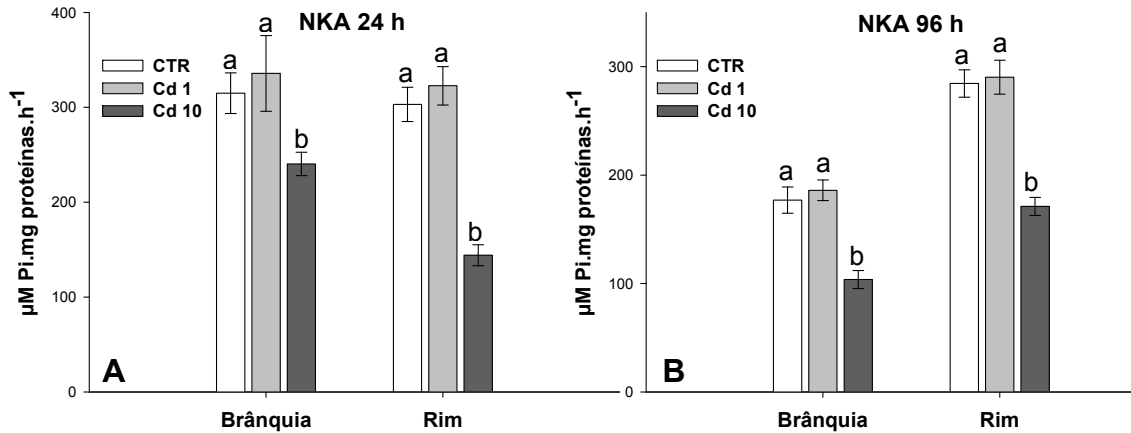 NKA 24 h
µM Pi.mg proteínas.h⁻¹
400
300
200
100
0
CTR
Cd 1
Cd 10
a
a
b
a
a
b
A
Brânquia
Rim
NKA 96 h
µM Pi.mg proteínas.h⁻¹
300
200
100
0
CTR
Cd 1
Cd 10
a
a
b
a
a
b
B
Brânquia
Rim